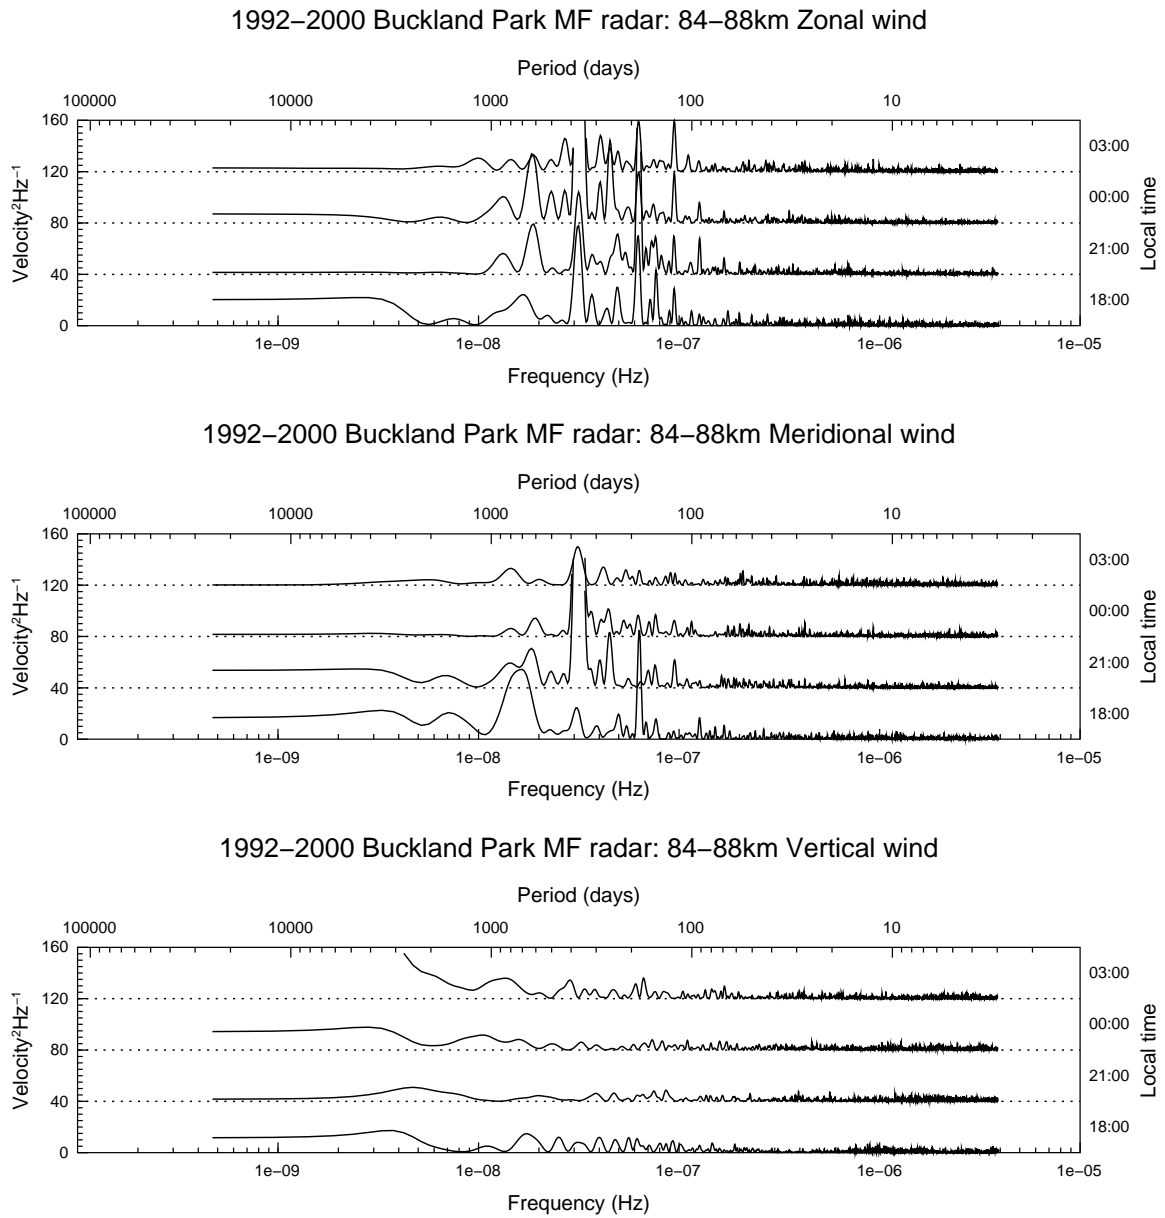 1992−2000 Buckland Park MF radar: 84−88km Zonal wind
Period (days)
100000 10000 1000 100 10
160
120
80
40
0
Velocity²Hz⁻¹
03:00
00:00
21:00
18:00
Local time
1e−09 1e−08 1e−07 1e−06 1e−05
Frequency (Hz)
1992−2000 Buckland Park MF radar: 84−88km Meridional wind
Period (days)
100000 10000 1000 100 10
160
120
80
40
0
Velocity²Hz⁻¹
03:00
00:00
21:00
18:00
Local time
1e−09 1e−08 1e−07 1e−06 1e−05
Frequency (Hz)
1992−2000 Buckland Park MF radar: 84−88km Vertical wind
Period (days)
100000 10000 1000 100 10
160
120
80
40
0
Velocity²Hz⁻¹
03:00
00:00
21:00
18:00
Local time
1e−09 1e−08 1e−07 1e−06 1e−05
Frequency (Hz)